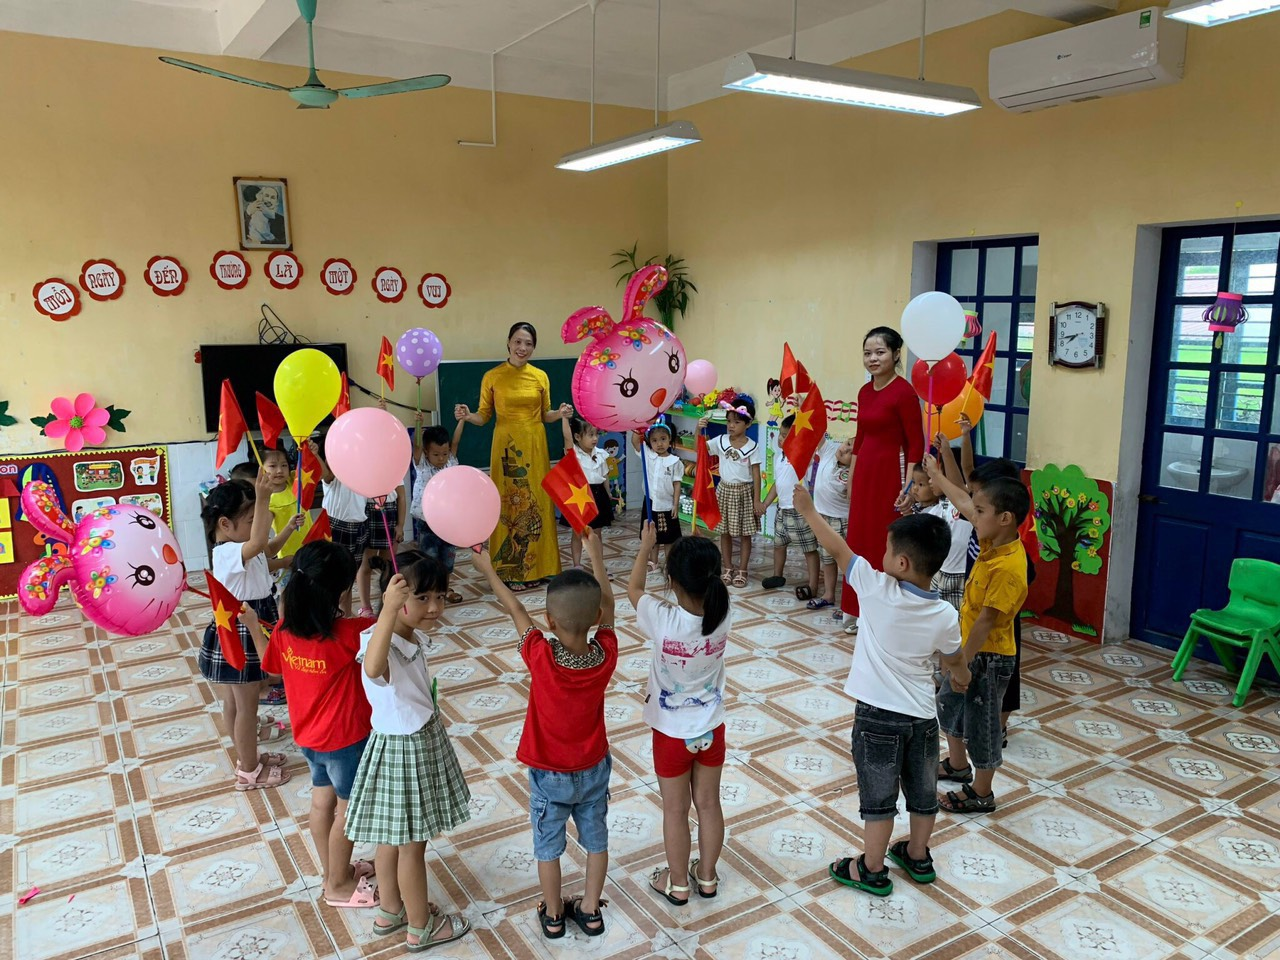 MỖI NGÀY ĐẾN TRƯỜNG LÀ MỘT NGÀY VUI
Vietnam